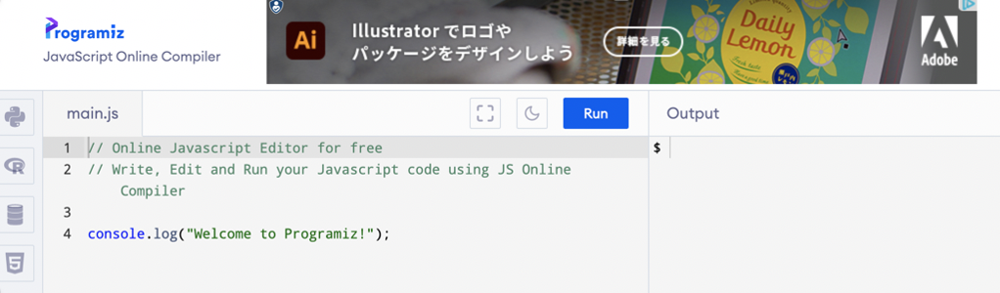 Programiz
JavaScript Online Compiler
Ai
Illustrator でロゴや
パッケージをデザインしよう
詳細を見る
Daily
Lemon
Adobe
main.js
Run
Output
1 // Online Javascript Editor for free
2 // Write, Edit and Run your Javascript code using JS Online
Compiler
3
4 console.log("Welcome to Programiz!");
$